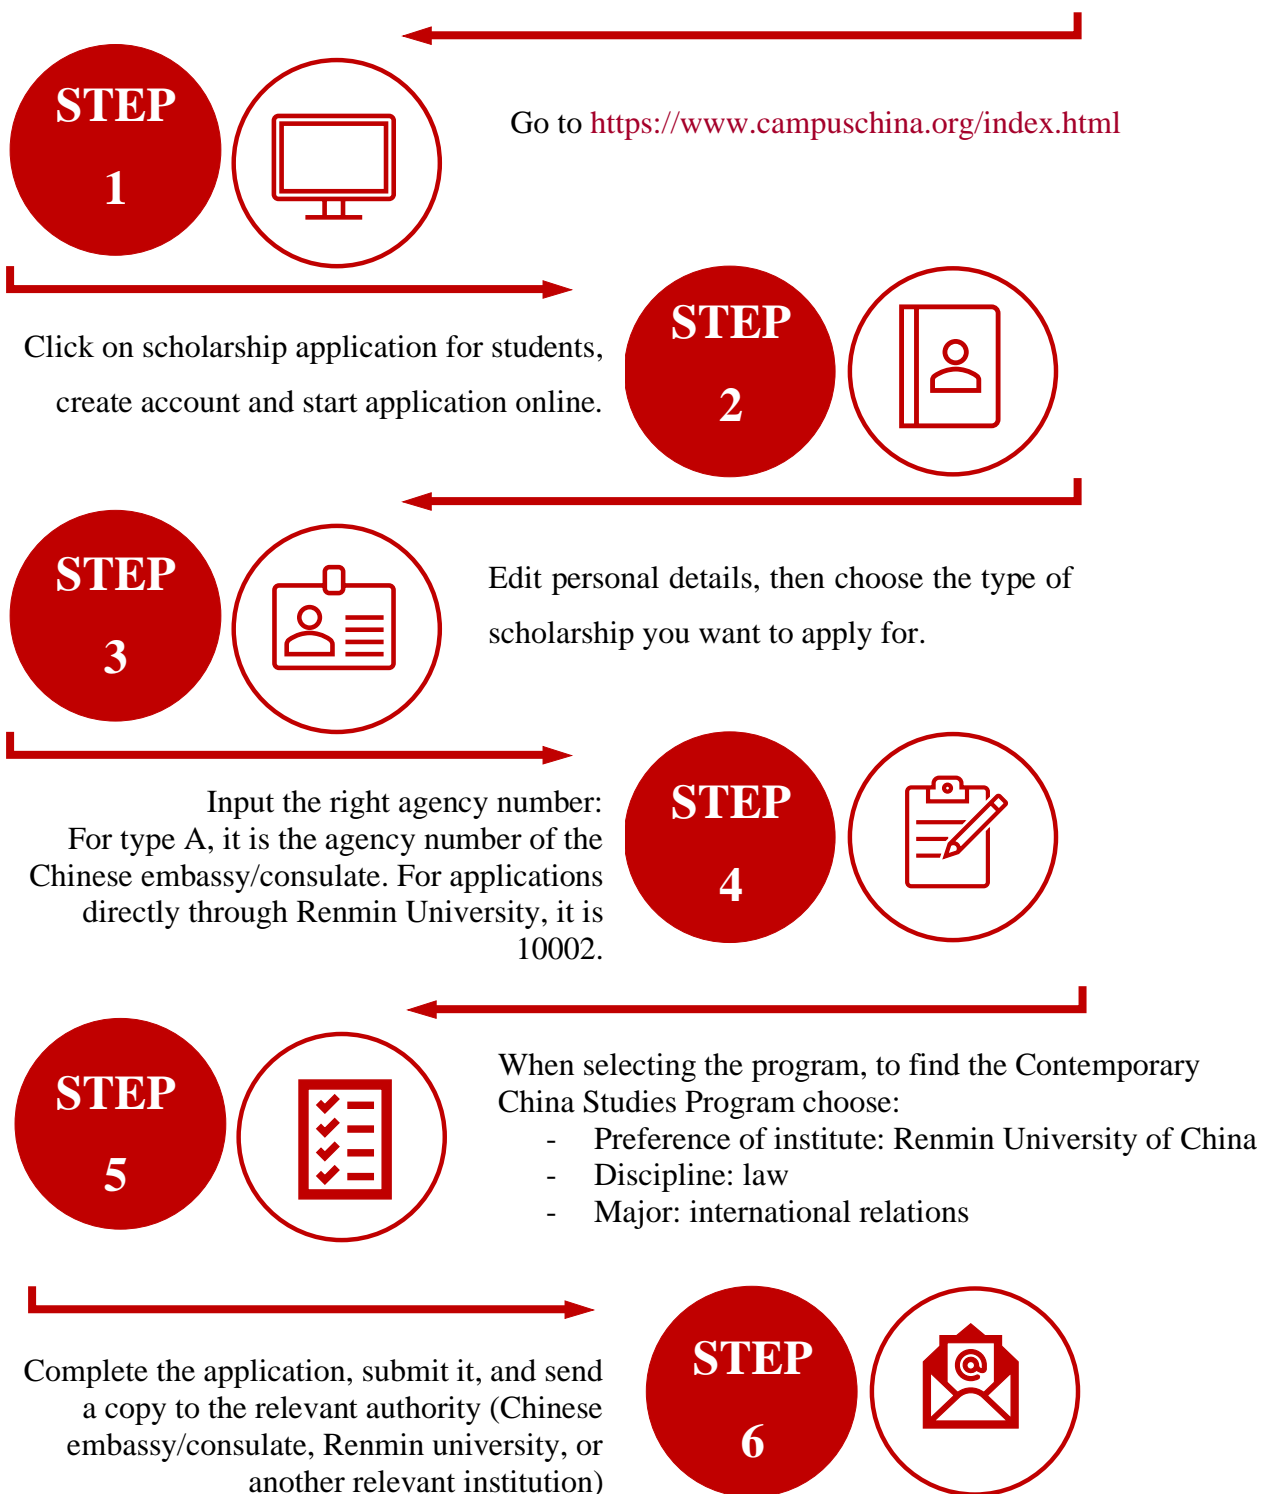 STEP
1
Go to https://www.campuschina.org/index.html
Click on scholarship application for students,
create account and start application online.
STEP
2
STEP
3
Edit personal details, then choose the type of
scholarship you want to apply for.
Input the right agency number:
For type A, it is the agency number of the
Chinese embassy/consulate. For applications
directly through Renmin University, it is
10002.
STEP
4
STEP
5
When selecting the program, to find the Contemporary
China Studies Program choose:
- Preference of institute: Renmin University of China
- Discipline: law
- Major: international relations
Complete the application, submit it, and send
a copy to the relevant authority (Chinese
embassy/consulate, Renmin university, or
another relevant institution)
STEP
6
@